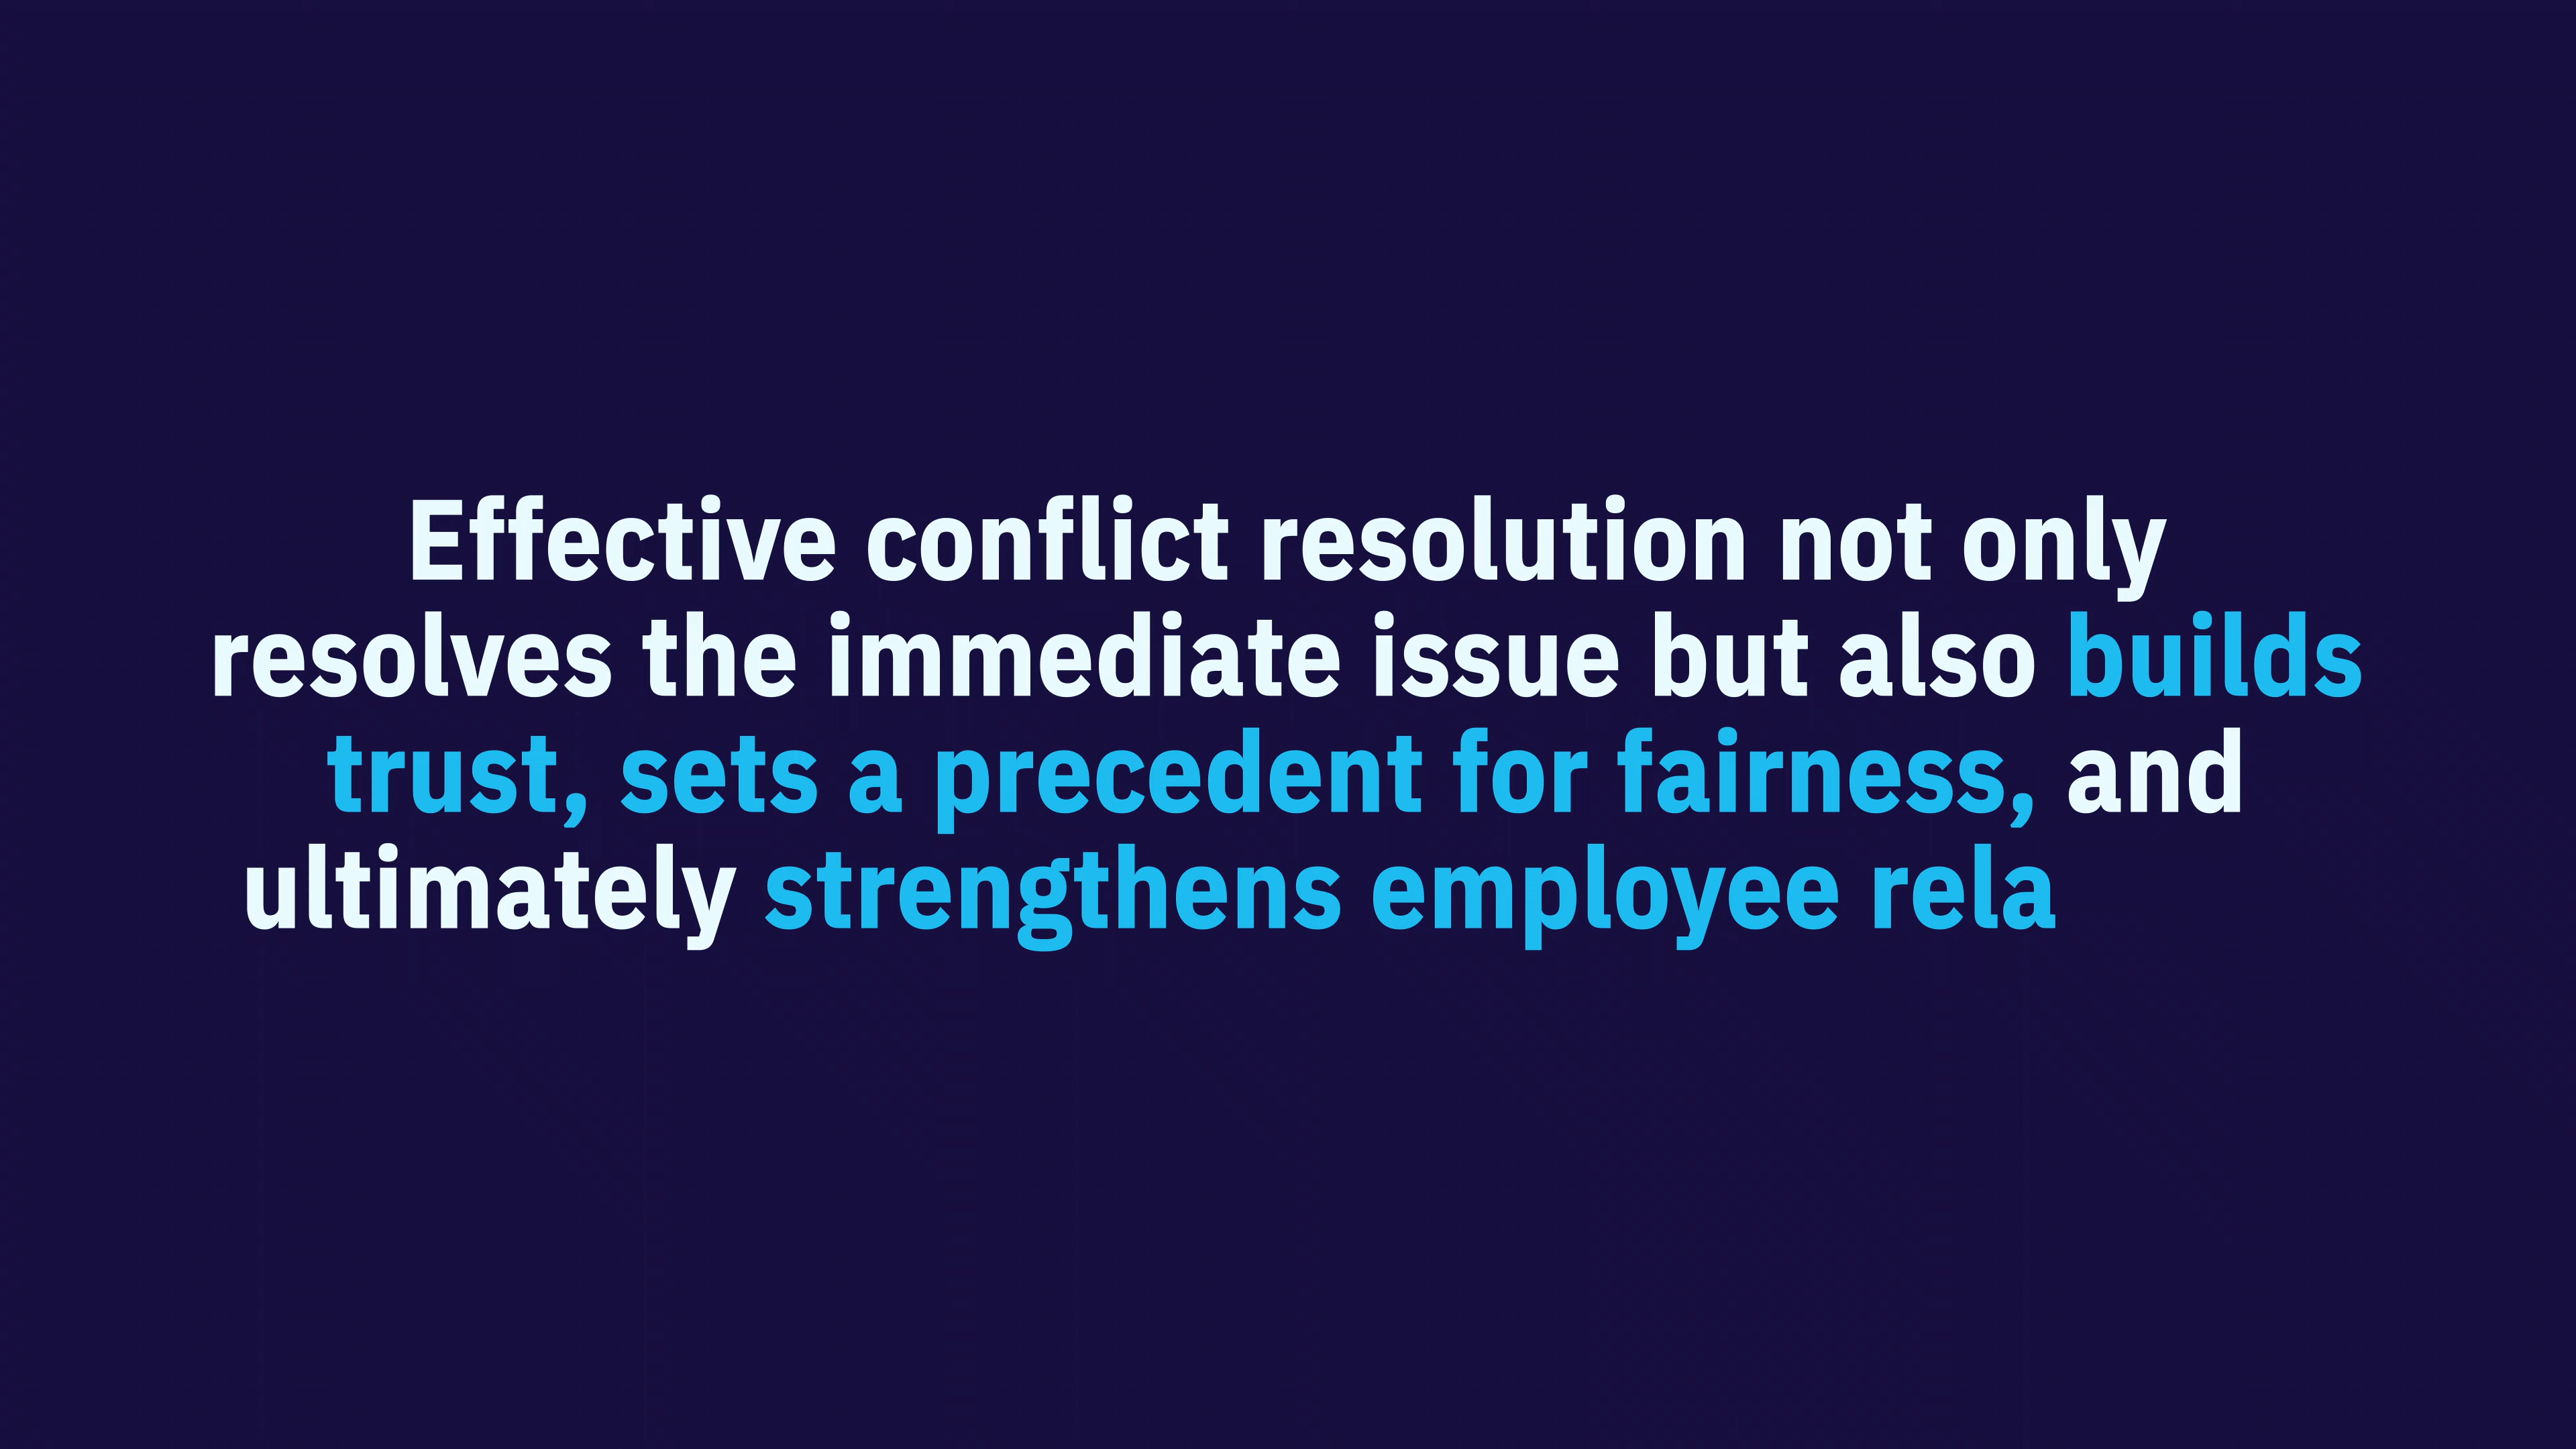 Effective conflict resolution not only
resolves the immediate issue but also builds
trust, sets a precedent for fairness, and
ultimately strengthens employee rela